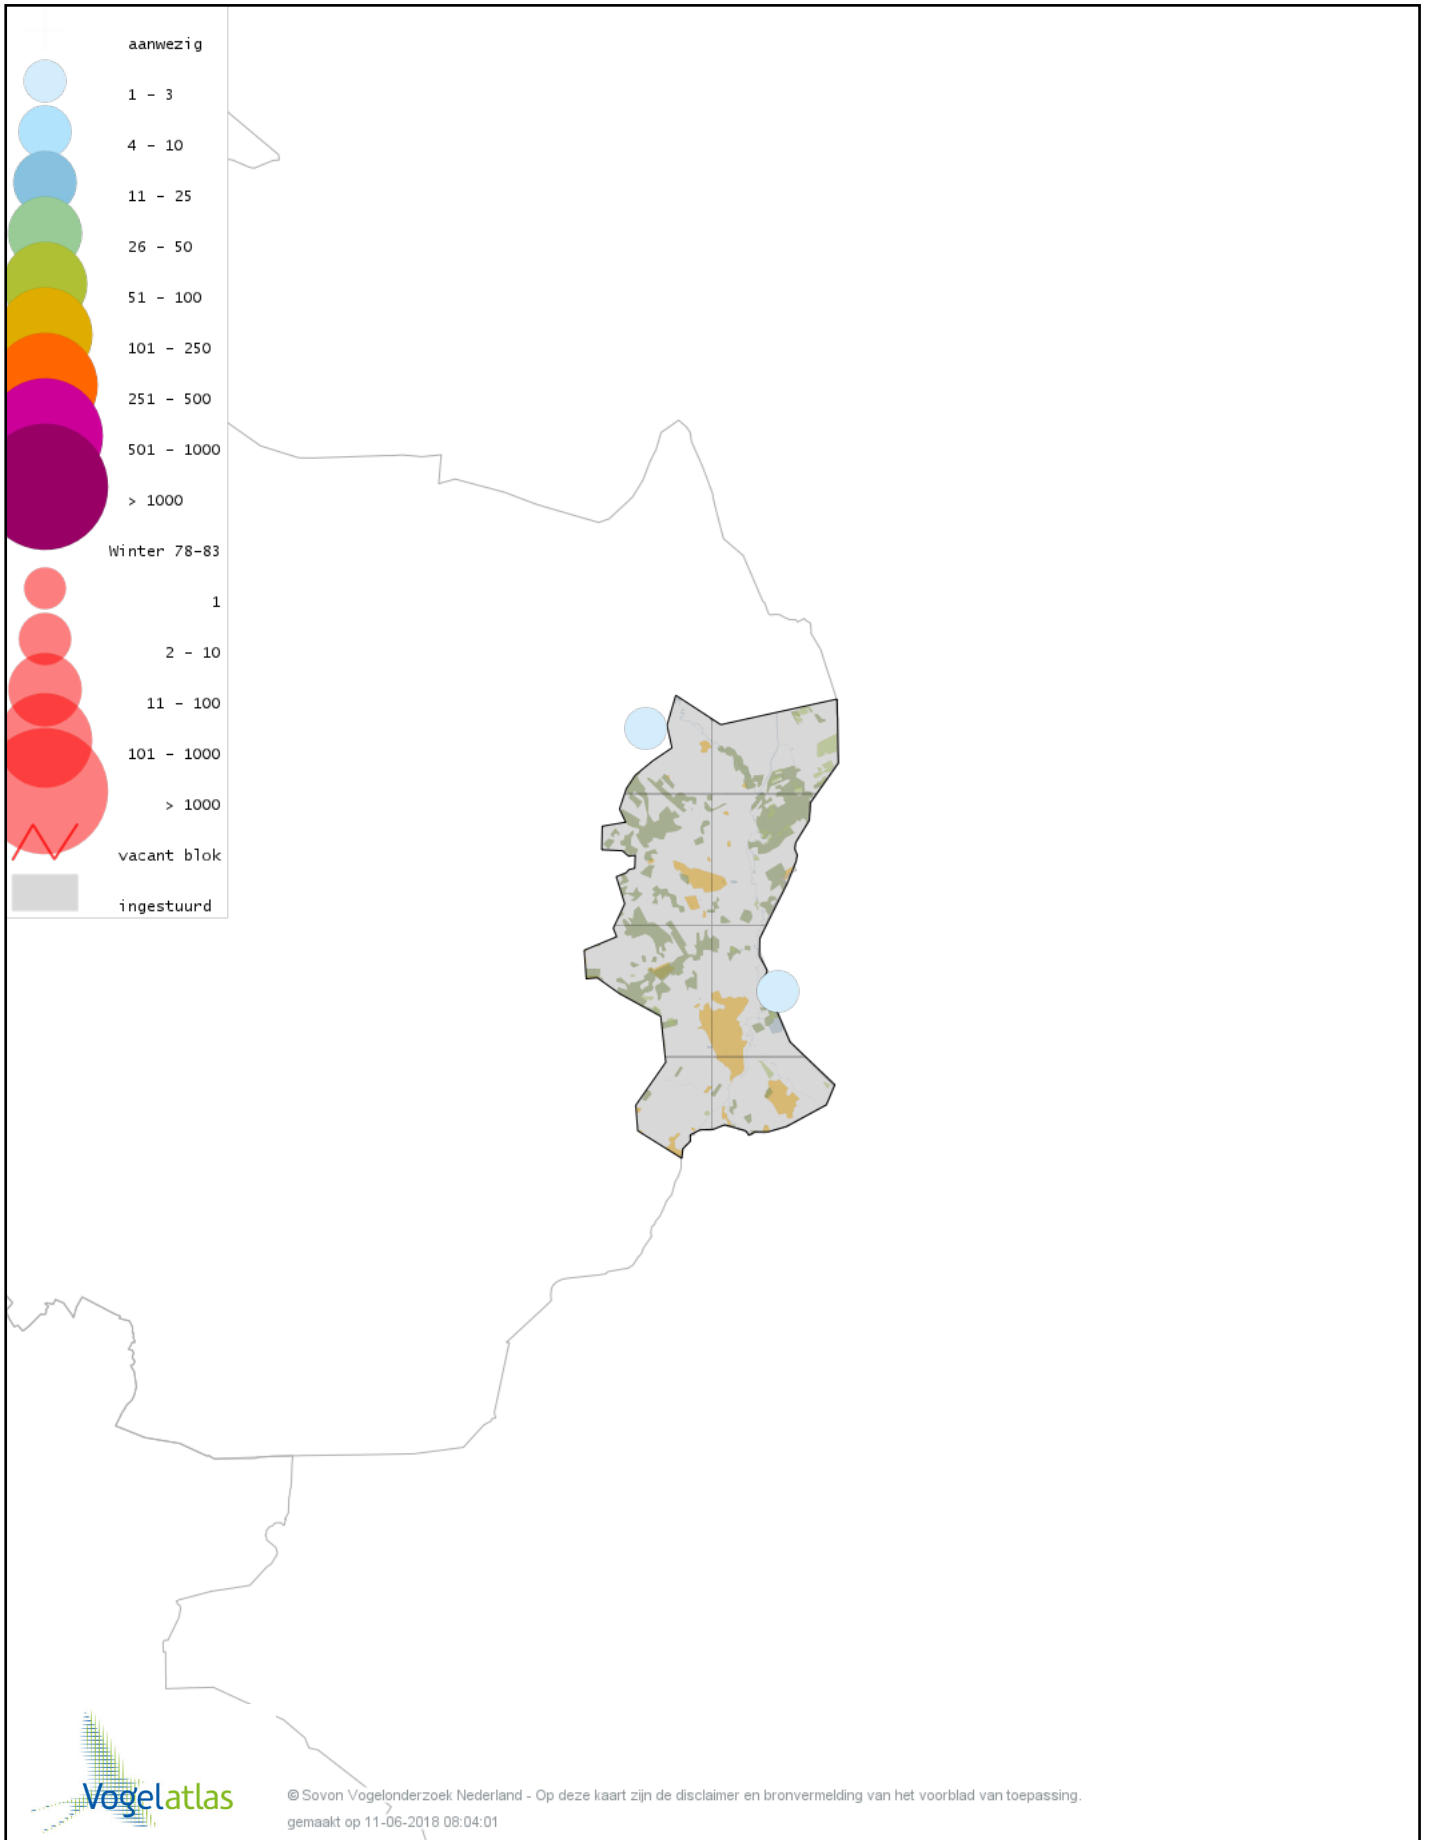 aanwezig
1 - 3
4 - 10
11 - 25
26 - 50
51 - 100
101 - 250
251 - 500
501 - 1000
> 1000
Winter 78-83
1
2 - 10
11 - 100
101 - 1000
> 1000
vacant blok
ingestuurd
Vogelatlas
© Sovon Vogelonderzoek Nederland - Op deze kaart zijn de disclaimer en bronvermelding van het voorblad van toepassing.
gemaakt op 11-06-2018 08:04:01